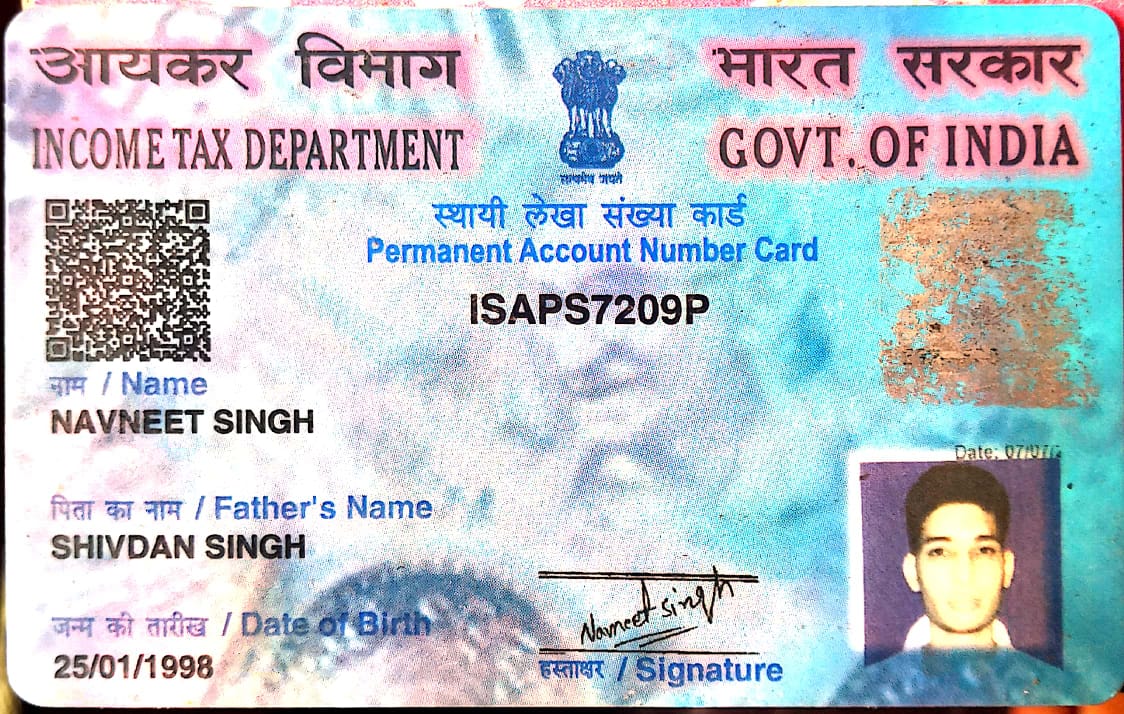 आयकर विभाग
INCOME TAX DEPARTMENT
भारत सरकार
GOVT. OF INDIA
सत्यमेव जयते
स्थायी लेखा संख्या कार्ड
Permanent Account Number Card
ISAPS7209P
नाम / Name
NAVNEET SINGH
पिता का नाम / Father's Name
SHIVDAN SINGH
जन्म की तारीख / Date of Birth
25/01/1998
Date: 07/07/
Navneet singh
हस्ताक्षर / Signature